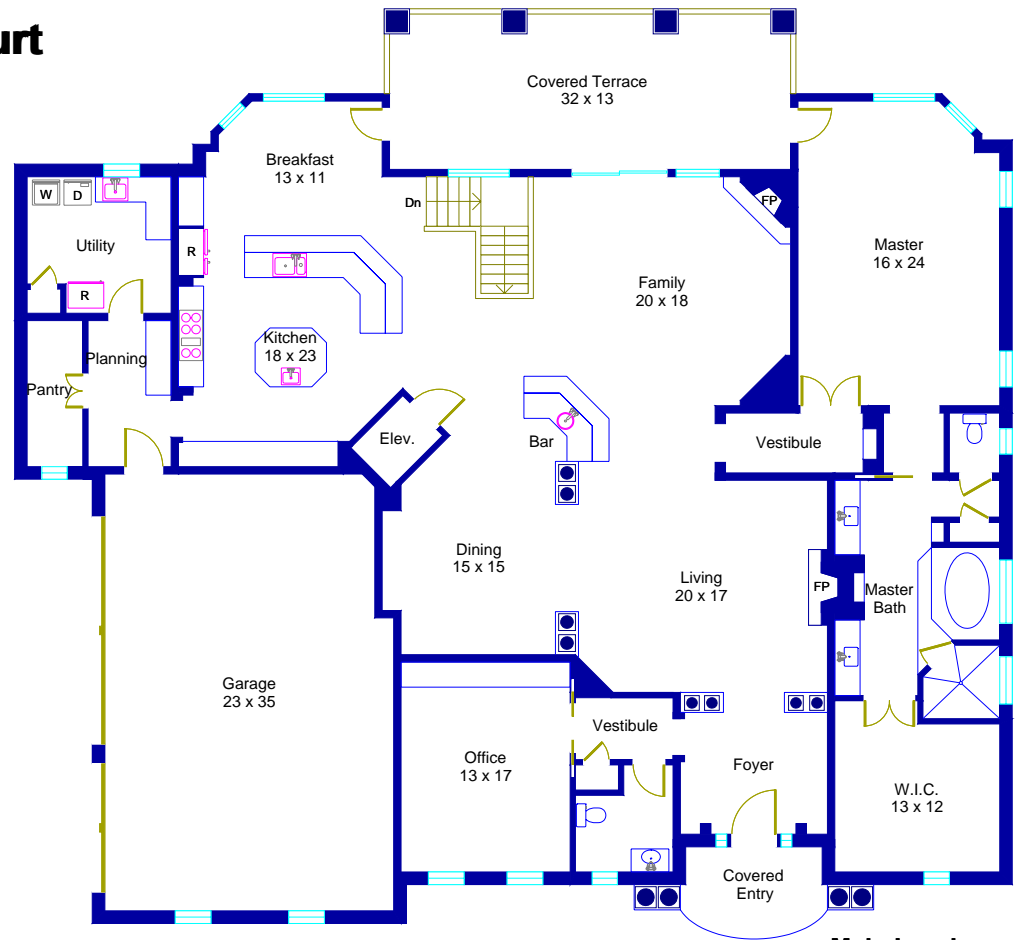 urt
Covered Terrace
32 x 13
Breakfast
13 x 11
W
D
Dn
FP
Utility
R
Master
16 x 24
R
Family
20 x 18
Kitchen
18 x 23
Planning
Pantry
Elev.
Bar
Vestibule
Dining
15 x 15
Living
20 x 17
FP
Master
Bath
Garage
23 x 35
Vestibule
Office
13 x 17
Foyer
W.I.C.
13 x 12
Covered
Entry